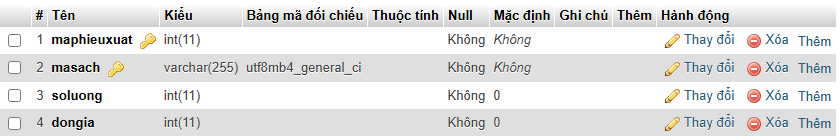 # Tên Kiểu Bảng mã đối chiếu Thuộc tính Null Mặc định Ghi chú Thêm Hành động
1 maphieuxuat int(11) Không Không Thay đổi Xóa Thêm
2 masach varchar(255) utf8mb4_general_ci Không Không Thay đổi Xóa Thêm
3 soluong int(11) Không 0 Thay đổi Xóa Thêm
4 dongia int(11) Không 0 Thay đổi Xóa Thêm